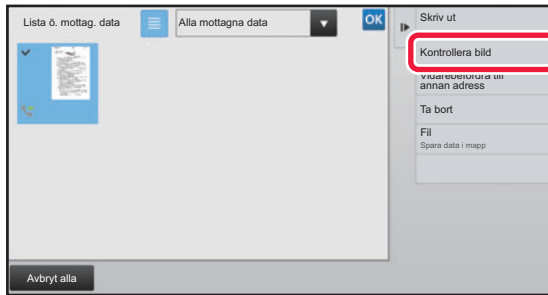 Lista ö. mottag. data
Alla mottagna data
OK
Skriv ut
Kontrollera bild
Vidarebefordra till
annan adress
Ta bort
Fil
Spara data i mapp
Avbryt alla